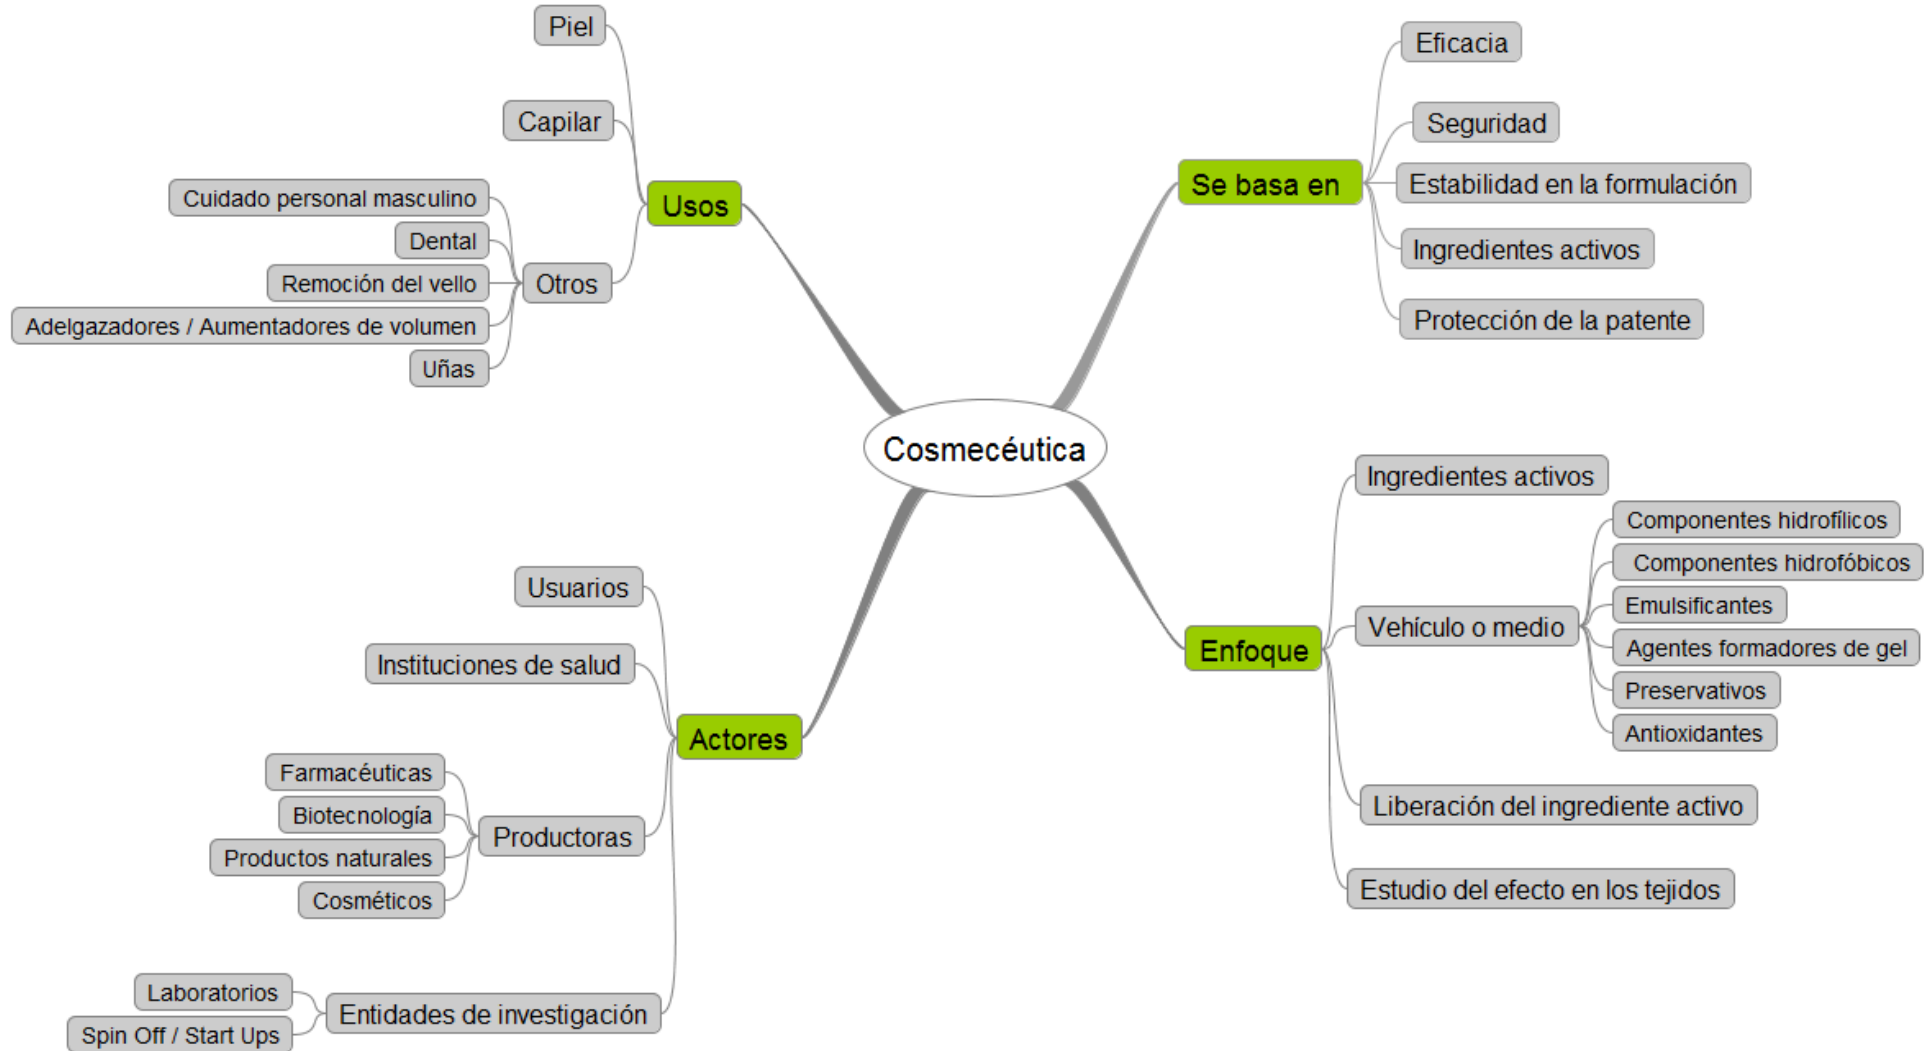 Cosmecéutica
Usos
Piel
Capilar
Otros
Cuidado personal masculino
Dental
Remoción del vello
Adelgazadores / Aumentadores de volumen
Uñas
Se basa en
Eficacia
Seguridad
Estabilidad en la formulación
Ingredientes activos
Protección de la patente
Enfoque
Ingredientes activos
Vehículo o medio
Componentes hidrofílicos
Componentes hidrofóbicos
Emulsificantes
Agentes formadores de gel
Preservativos
Antioxidantes
Liberación del ingrediente activo
Estudio del efecto en los tejidos
Actores
Usuarios
Instituciones de salud
Productoras
Farmacéuticas
Biotecnología
Productos naturales
Cosméticos
Entidades de investigación
Laboratorios
Spin Off / Start Ups